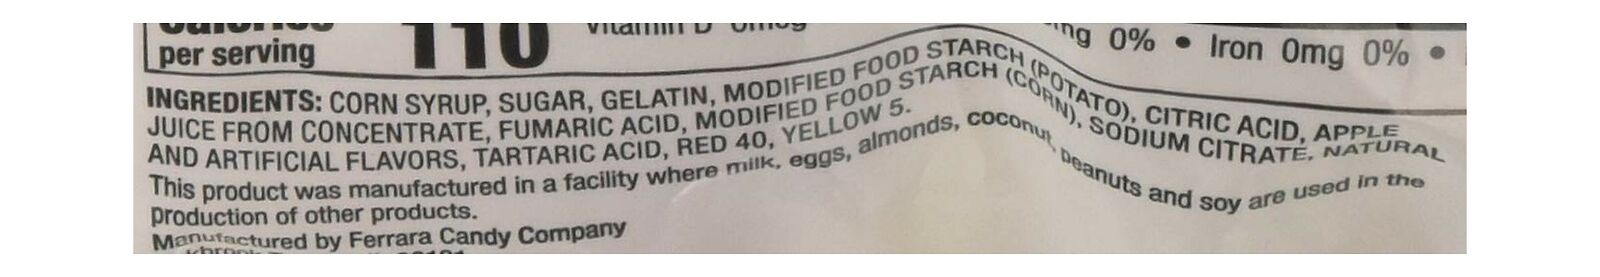 Calories
per serving 110 Vitamin D 0mcg mg 0% • Iron 0mg 0% •
INGREDIENTS: CORN SYRUP, SUGAR, GELATIN, MODIFIED FOOD STARCH (POTATO), CITRIC ACID, APPLE
JUICE FROM CONCENTRATE, FUMARIC ACID, MODIFIED FOOD STARCH (CORN), SODIUM CITRATE, NATURAL
AND ARTIFICIAL FLAVORS, TARTARIC ACID, RED 40, YELLOW 5.
This product was manufactured in a facility where milk, eggs, almonds, coconut, peanuts and soy are used in the
production of other products.
Manufactured by Ferrara Candy Company